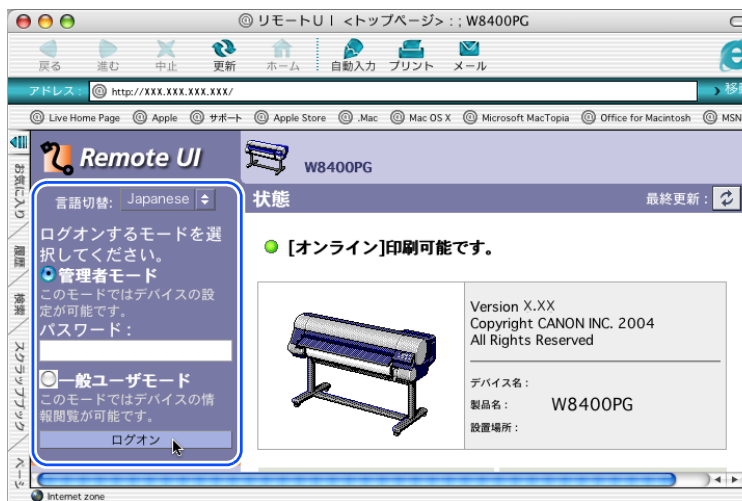 @ リモートUI <トップページ> : ; W8400PG
戻る 進む 中止 更新 ホーム 自動入力 プリント メール
アドレス: @ http://XXX.XXX.XXX.XXX/ 移動
@ Live Home Page @ Apple @ サポート @ Apple Store @ .Mac @ Mac OS X @ Microsoft MacTopia @ Office for Macintosh @ MSN
お気に入り
履歴
検索
スクラップブック
ページ
Remote UI
言語切替: Japanese
ログオンするモードを選
択してください。
管理者モード
このモードではデバイスの設
定が可能です。
パスワード:
一般ユーザモード
このモードではデバイスの情
報閲覧が可能です。
ログオン
W8400PG
状態 最終更新:
[オンライン]印刷可能です。
Version X.XX
Copyright CANON INC. 2004
All Rights Reserved
デバイス名:
製品名: W8400PG
設置場所:
Internet zone